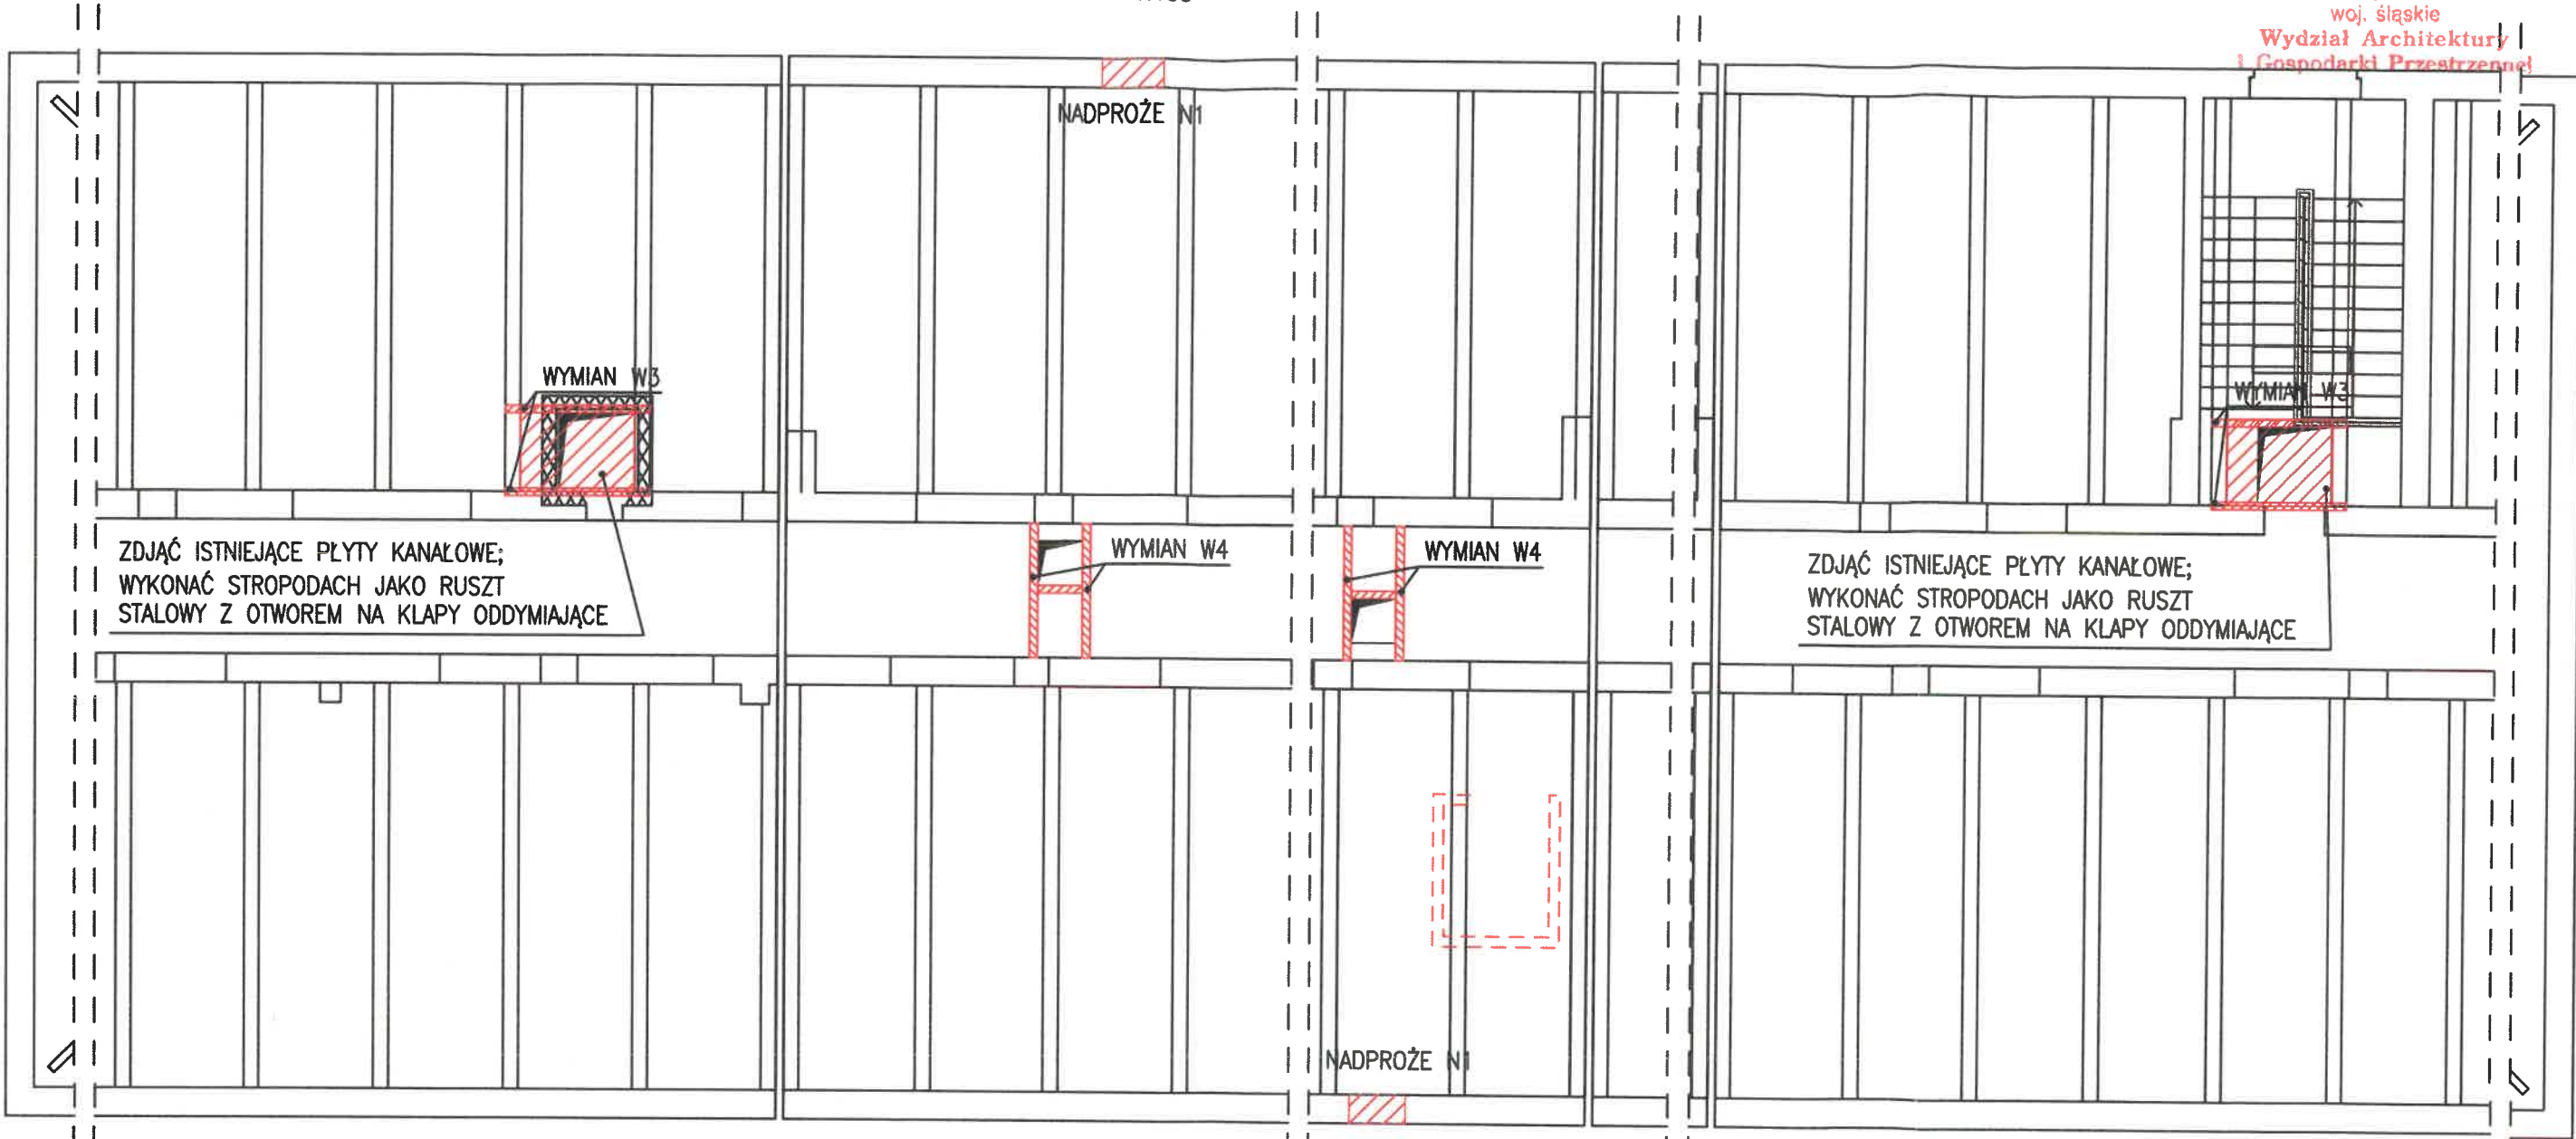 woj. śląskie
Wydział Architektury
i Gospodarki Przestrzennej
NADPROŻE N1
WYMIAN W3
WYMIAN W3
ZDJĄĆ ISTNIEJĄCE PŁYTY KANAŁOWE;
WYKONAĆ STROPODACH JAKO RUSZT
STALOWY Z OTWOREM NA KLAPY ODDYMIAJĄCE
WYMIAN W4
WYMIAN W4
ZDJĄĆ ISTNIEJĄCE PŁYTY KANAŁOWE;
WYKONAĆ STROPODACH JAKO RUSZT
STALOWY Z OTWOREM NA KLAPY ODDYMIAJĄCE
NADPROŻE N1